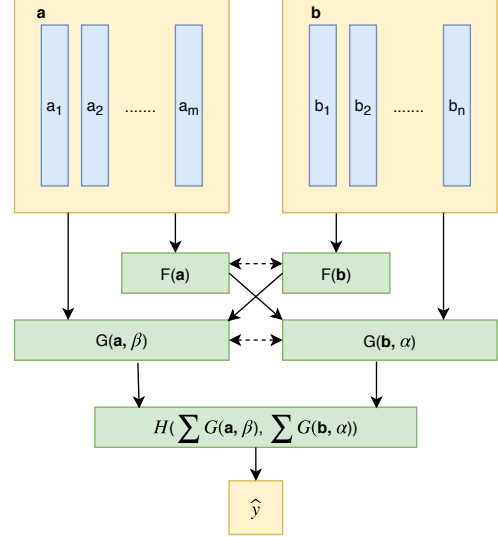 a
b
a₁ a₂ ....... aₘ
b₁ b₂ ....... bₙ
F(a)
F(b)
G(a, β)
G(b, α)
H( ∑ G(a, β), ∑ G(b, α))
ŷ